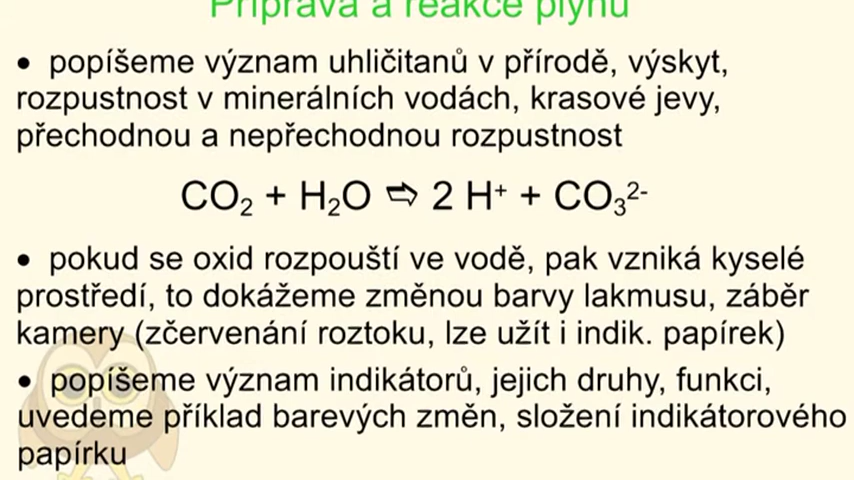 Příprava a reakce plynů
• popíšeme význam uhličitanů v přírodě, výskyt,
rozpustnost v minerálních vodách, krasové jevy,
přechodnou a nepřechodnou rozpustnost
CO₂ + H₂O ⇨ 2 H⁺ + CO₃²⁻
• pokud se oxid rozpouští ve vodě, pak vzniká kyselé
prostředí, to dokážeme změnou barvy lakmusu, záběr
kamery (zčervenání roztoku, lze užít i indik. papírek)
• popíšeme význam indikátorů, jejich druhy, funkci,
uvedeme příklad barevých změn, složení indikátorového
papírku